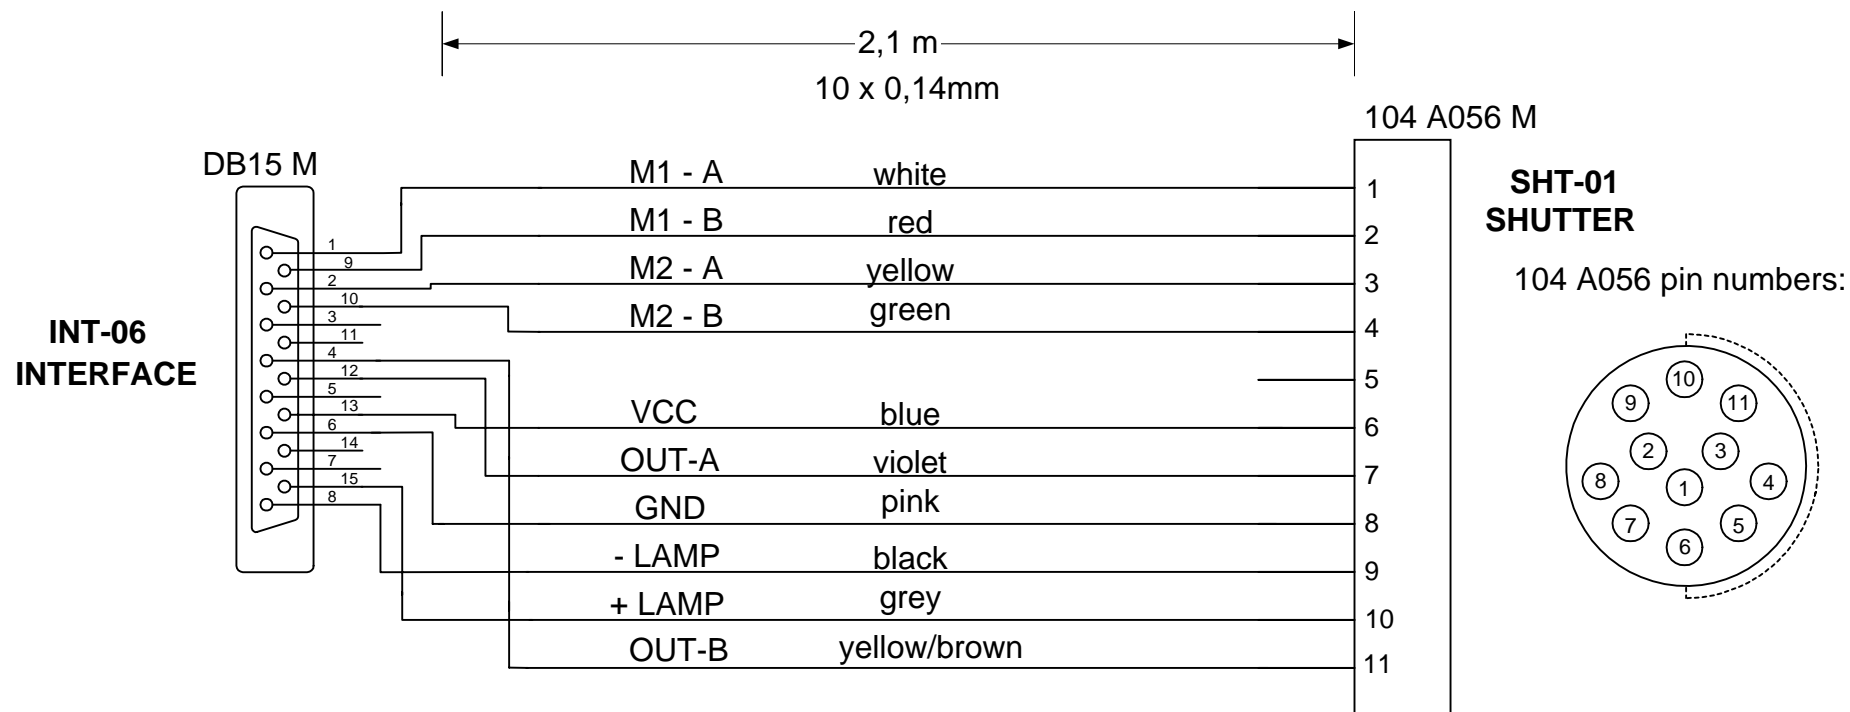 2,1 m
10 x 0,14mm
104 A056 M
DB15 M
INT-06
INTERFACE
1
9
2
10
3
11
4
12
5
13
6
14
7
15
8
M1 - A white 1
M1 - B red 2
M2 - A yellow 3
M2 - B green 4
5
VCC blue 6
OUT-A violet 7
GND pink 8
- LAMP black 9
+ LAMP grey 10
OUT-B yellow/brown 11
SHT-01
SHUTTER
104 A056 pin numbers:
10
9 11
2 3
8 1 4
7 5
6